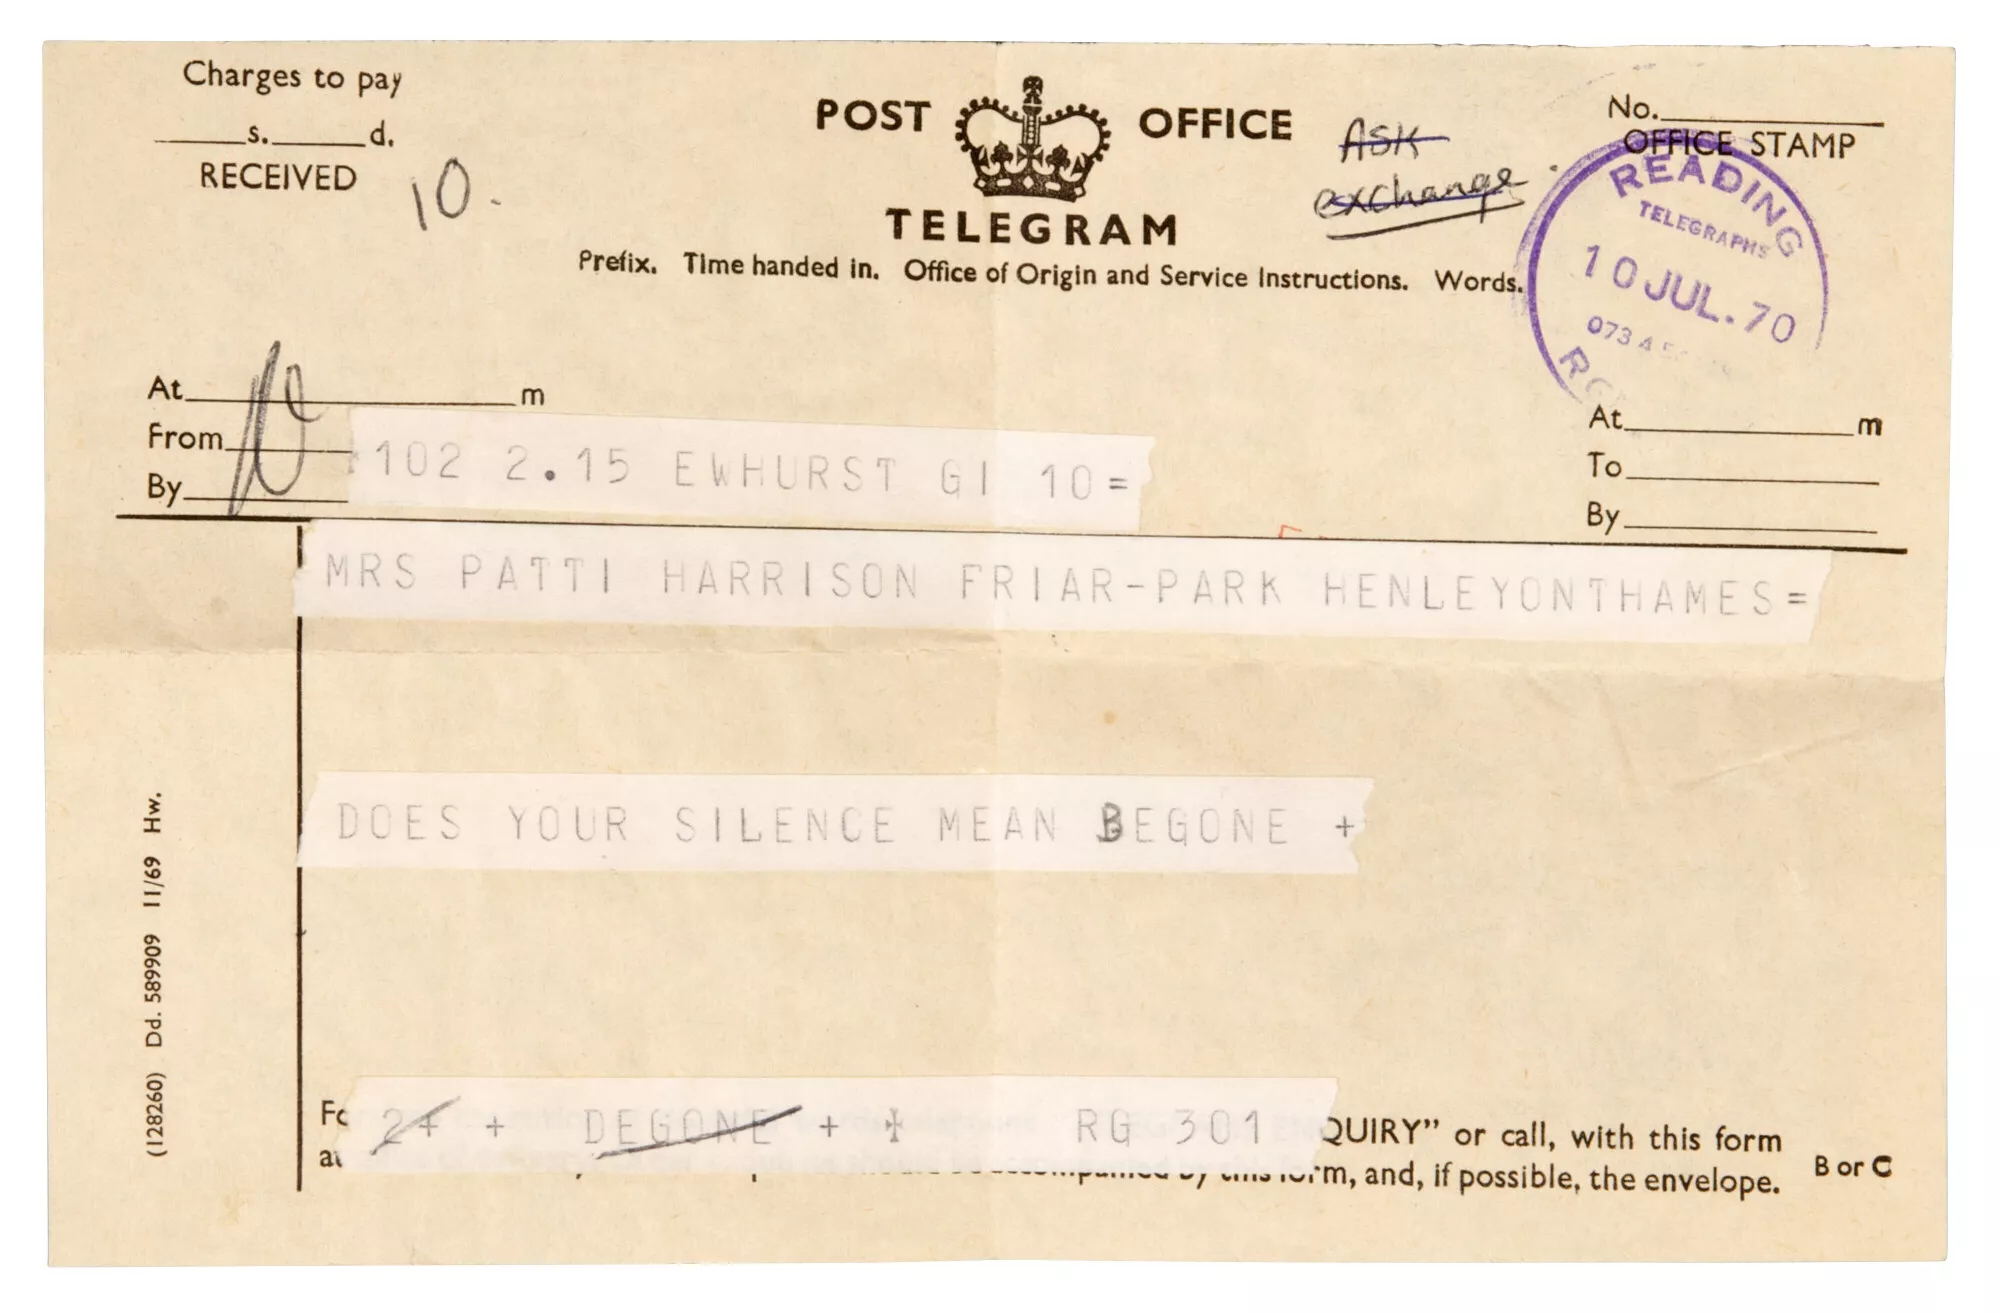 Charges to pay
s. d.
RECEIVED
10.
POST OFFICE
TELEGRAM
Prefix. Time handed in. Office of Origin and Service Instructions. Words.
ASK
exchange
No.
OFFICE STAMP
READING
TELEGRAPHS
10 JUL. 70
0734
At m
From
By
At m
To
By
102 2.15 EWHURST GI 10=
MRS PATTI HARRISON FRIAR-PARK HENLEYONTHAMES=
DOES YOUR SILENCE MEAN BEGONE +
24 + DEGONE + + RG 301
QUIRY” or call, with this form
and, if possible, the envelope.
B or C
(128260) Dd. 589909 11/69 Hw.